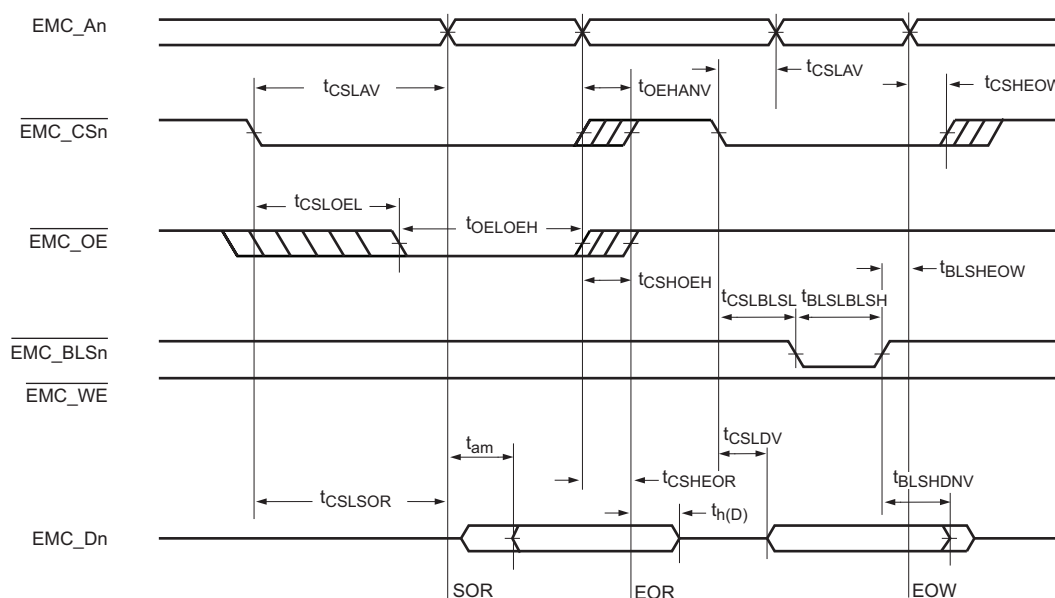 EMC_An
tCSLAV
tOEHANV
tCSLAV
tCSHEOW
EMC_CSn
tCSLOEL
tOELOEH
EMC_OE
tCSHOEH
tBLSHEOW
tCSLBLSL
tBLSLBLSH
EMC_BLSn
EMC_WE
tam
tCSLDV
tCSHEOR
tBLSHDNV
tCSLSOR
th(D)
EMC_Dn
SOR
EOR
EOW